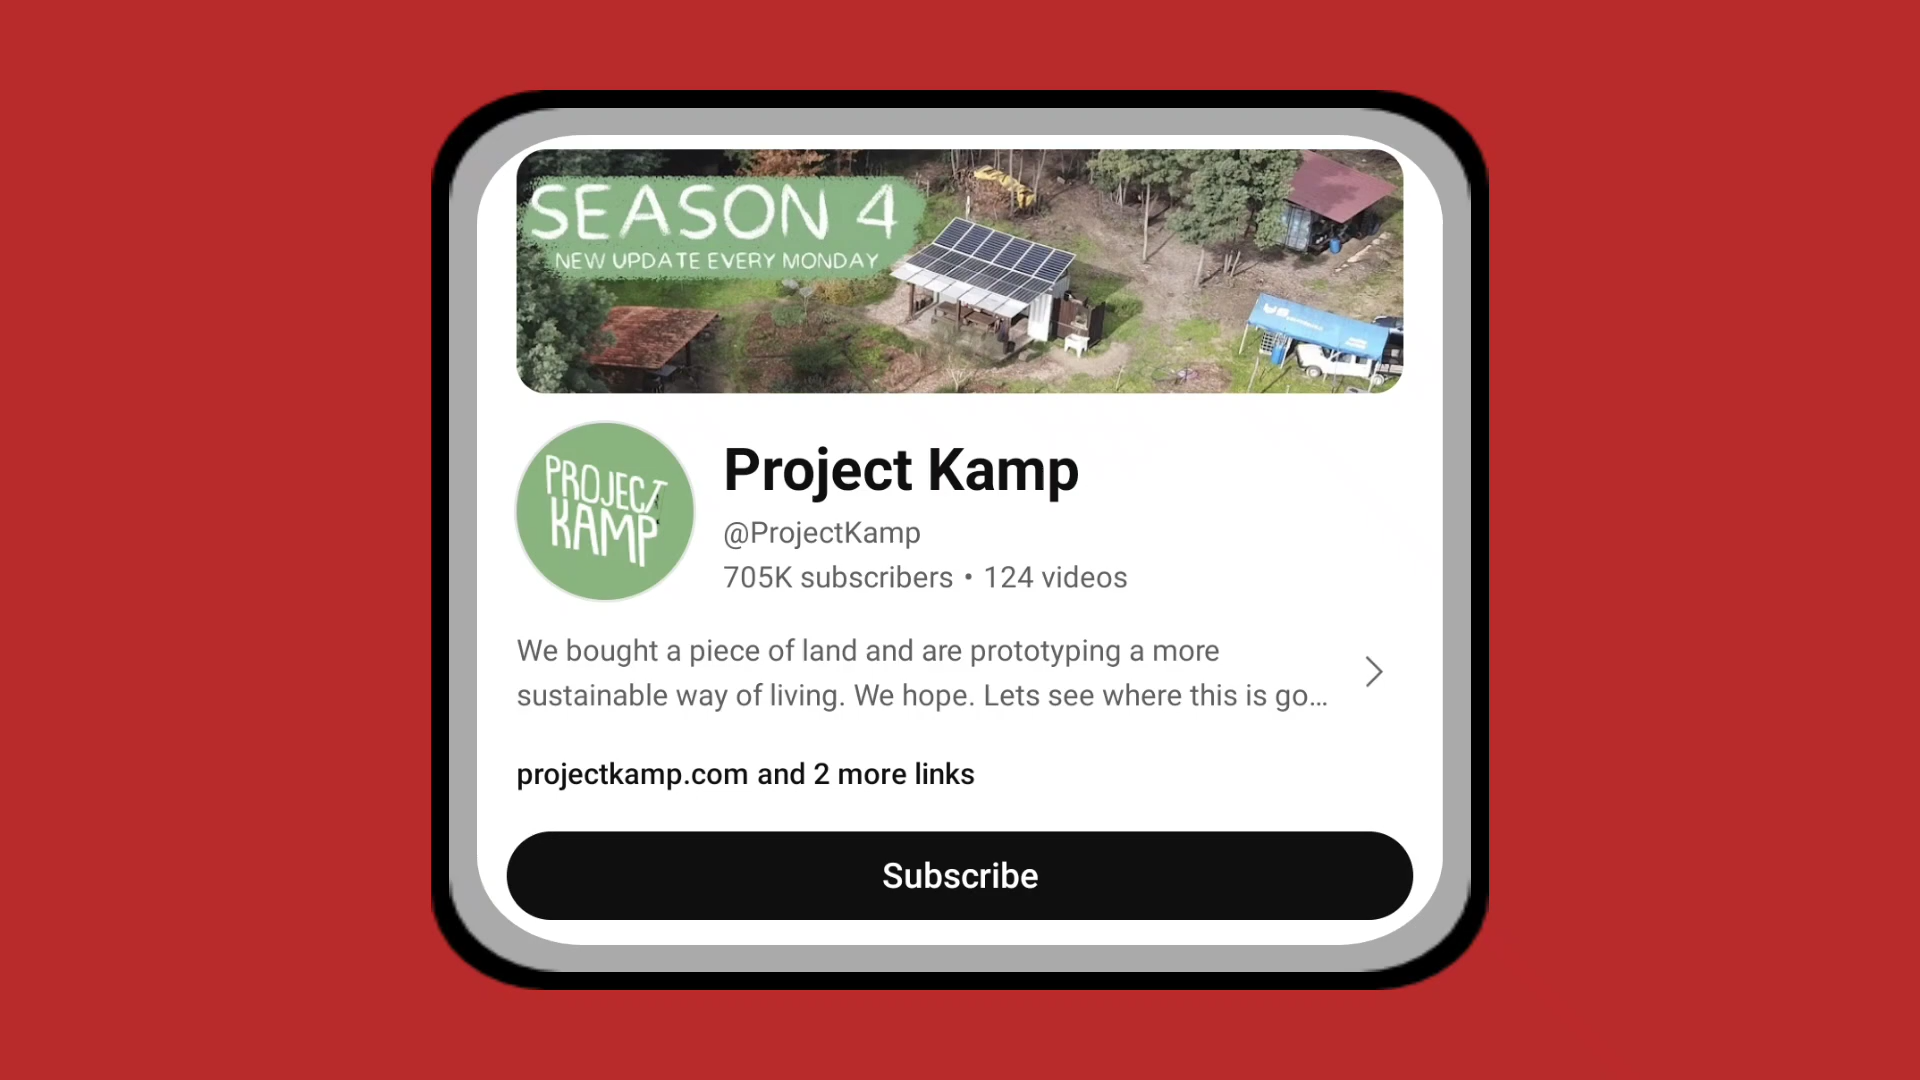 SEASON 4
NEW UPDATE EVERY MONDAY
PROJECT
KAMP
Project Kamp
@ProjectKamp
705K subscribers • 124 videos
We bought a piece of land and are prototyping a more
sustainable way of living. We hope. Lets see where this is go...
projectkamp.com and 2 more links
Subscribe